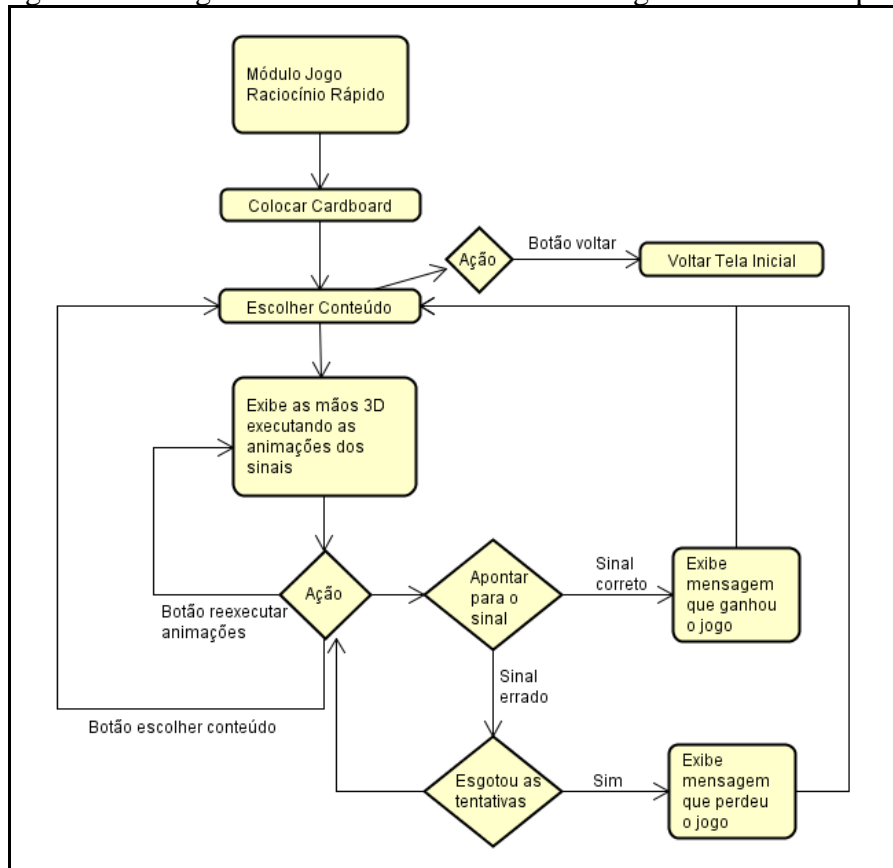 Módulo Jogo
Raciocínio Rápido
Colocar Cardboard
Ação
Botão voltar
Voltar Tela Inicial
Escolher Conteúdo
Exibe as mãos 3D
executando as
animações dos
sinais
Ação
Botão reexecutar
animações
Botão escolher conteúdo
Apontar
para o
sinal
Sinal
correto
Exibe
mensagem
que ganhou
o jogo
Sinal
errado
Esgotou as
tentativas
Sim
Exibe
mensagem
que perdeu
o jogo